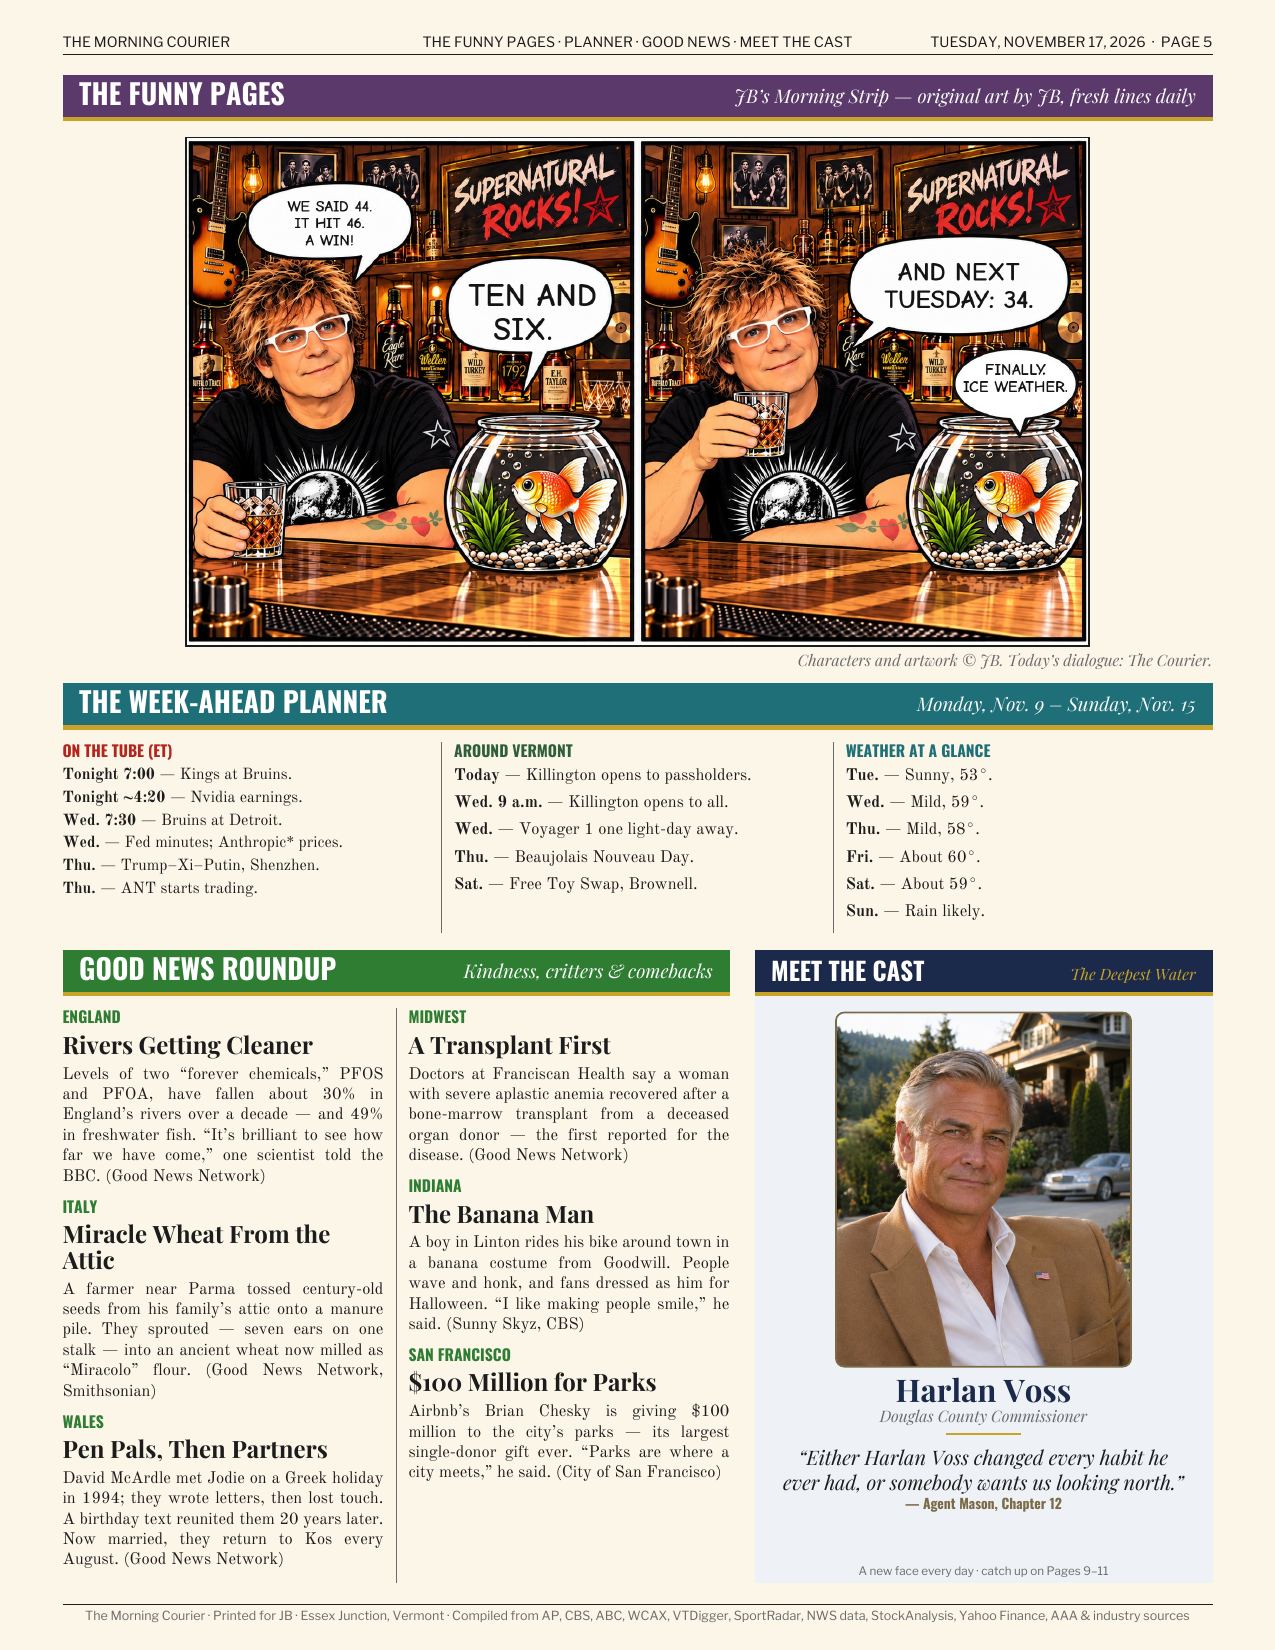 THE MORNING COURIER
THE FUNNY PAGES · PLANNER · GOOD NEWS · MEET THE CAST
TUESDAY, NOVEMBER 17, 2026 · PAGE 5
THE FUNNY PAGES
JB's Morning Strip — original art by JB, fresh lines daily
WE SAID 44.
IT HIT 46.
A WIN!
SUPERNATURAL
ROCKS!
TEN AND
SIX.
BUFFALO TRACE
Eagle
Rare
Weller
WILD
TURKEY
1792
E.H.
TAYLOR
SUPERNATURAL
ROCKS!
AND NEXT
TUESDAY: 34.
FINALLY.
ICE WEATHER.
BUFFALO TRACE
Weller
WILD
TURKEY
Characters and artwork © JB. Today's dialogue: The Courier.
THE WEEK-AHEAD PLANNER
Monday, Nov. 9 – Sunday, Nov. 15
ON THE TUBE (ET)
Tonight 7:00 — Kings at Bruins.
Tonight ~4:20 — Nvidia earnings.
Wed. 7:30 — Bruins at Detroit.
Wed. — Fed minutes; Anthropic* prices.
Thu. — Trump–Xi–Putin, Shenzhen.
Thu. — ANT starts trading.
AROUND VERMONT
Today — Killington opens to passholders.
Wed. 9 a.m. — Killington opens to all.
Wed. — Voyager 1 one light-day away.
Thu. — Beaujolais Nouveau Day.
Sat. — Free Toy Swap, Brownell.
WEATHER AT A GLANCE
Tue. — Sunny, 53°.
Wed. — Mild, 59°.
Thu. — Mild, 58°.
Fri. — About 60°.
Sat. — About 59°.
Sun. — Rain likely.
GOOD NEWS ROUNDUP
Kindness, critters & comebacks
ENGLAND
Rivers Getting Cleaner
Levels of two “forever chemicals,” PFOS
and PFOA, have fallen about 30% in
England's rivers over a decade — and 49%
in freshwater fish. “It's brilliant to see how
far we have come,” one scientist told the
BBC. (Good News Network)
ITALY
Miracle Wheat From the
Attic
A farmer near Parma tossed century-old
seeds from his family's attic onto a manure
pile. They sprouted — seven ears on one
stalk — into an ancient wheat now milled as
“Miracolo” flour. (Good News Network,
Smithsonian)
WALES
Pen Pals, Then Partners
David McArdle met Jodie on a Greek holiday
in 1994; they wrote letters, then lost touch.
A birthday text reunited them 20 years later.
Now married, they return to Kos every
August. (Good News Network)
MIDWEST
A Transplant First
Doctors at Franciscan Health say a woman
with severe aplastic anemia recovered after a
bone-marrow transplant from a deceased
organ donor — the first reported for the
disease. (Good News Network)
INDIANA
The Banana Man
A boy in Linton rides his bike around town in
a banana costume from Goodwill. People
wave and honk, and fans dressed as him for
Halloween. “I like making people smile,” he
said. (Sunny Skyz, CBS)
SAN FRANCISCO
$100 Million for Parks
Airbnb's Brian Chesky is giving $100
million to the city's parks — its largest
single-donor gift ever. “Parks are where a
city meets,” he said. (City of San Francisco)
MEET THE CAST
The Deepest Water
Harlan Voss
Douglas County Commissioner
“Either Harlan Voss changed every habit he
ever had, or somebody wants us looking north.”
— Agent Mason, Chapter 12
A new face every day · catch up on Pages 9–11
The Morning Courier · Printed for JB · Essex Junction, Vermont · Compiled from AP, CBS, ABC, WCAX, VTDigger, SportRadar, NWS data, StockAnalysis, Yahoo Finance, AAA & industry sources